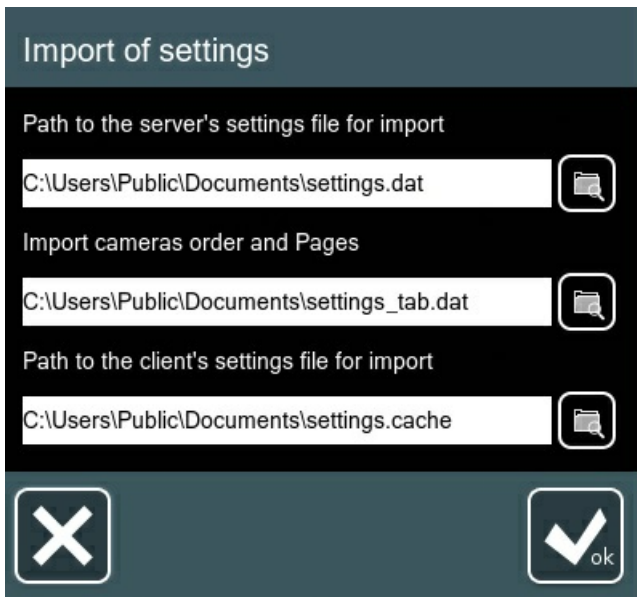 Import of settings
Path to the server's settings file for import
C:\Users\Public\Documents\settings.dat
Import cameras order and Pages
C:\Users\Public\Documents\settings_tab.dat
Path to the client's settings file for import
C:\Users\Public\Documents\settings.cache
ok